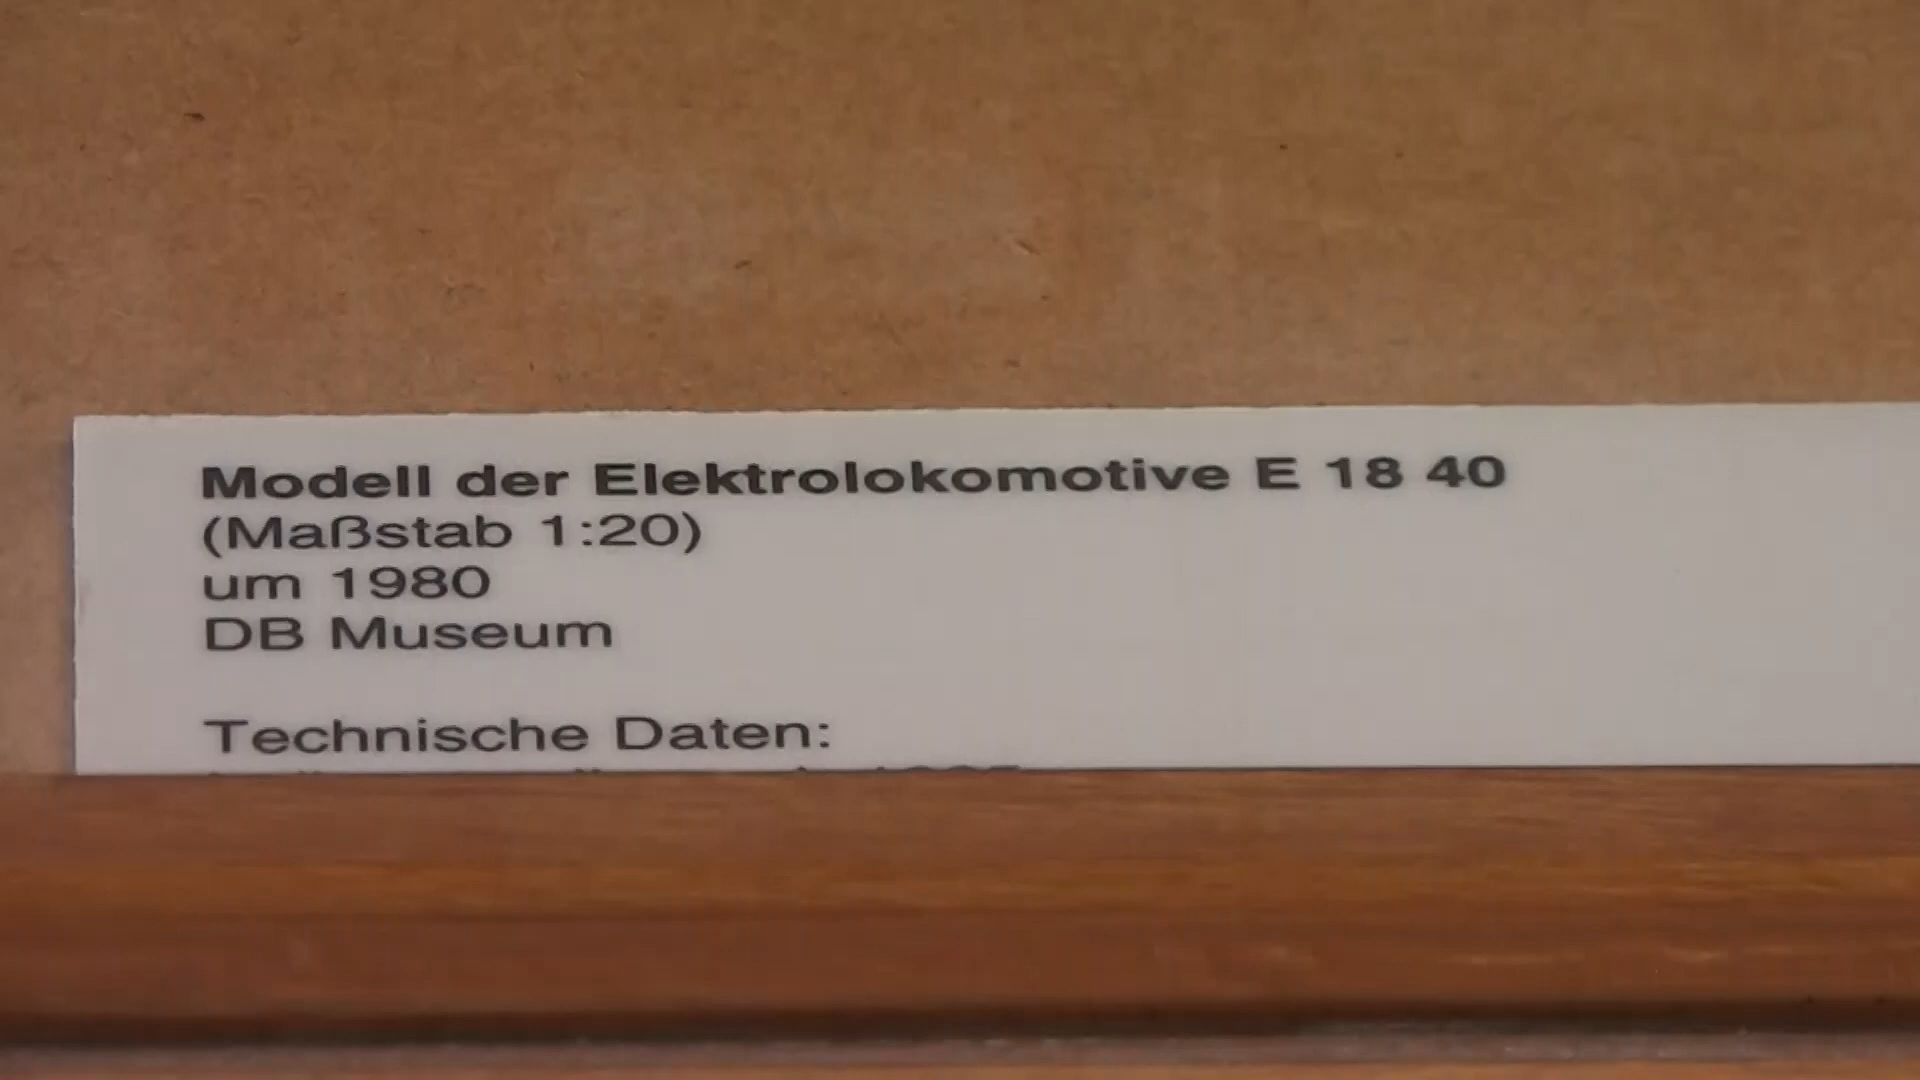 Modell der Elektrolokomotive E 18 40
(Maßstab 1:20)
um 1980
DB Museum
Technische Daten: